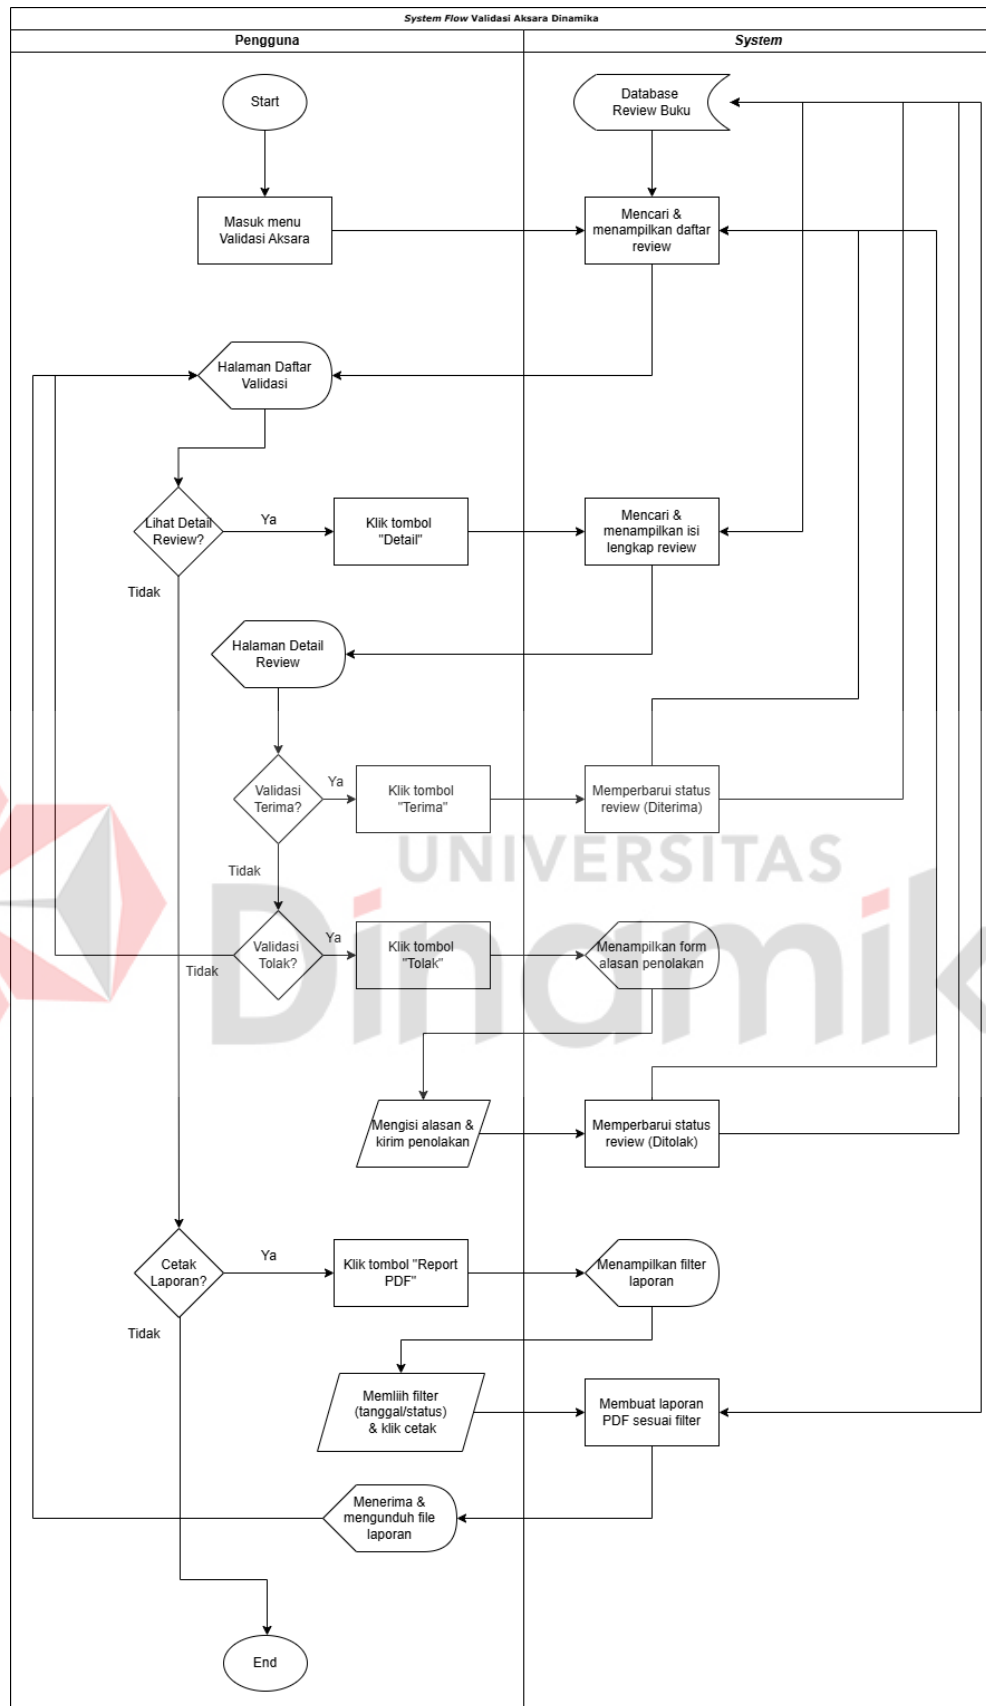 System Flow Validasi Aksara Dinamika
Pengguna
System
Start
Database
Review Buku
Masuk menu
Validasi Aksara
Mencari &
menampilkan daftar
review
Halaman Daftar
Validasi
Lihat Detail
Review?
Ya
Klik tombol
"Detail"
Mencari &
menampilkan isi
lengkap review
Tidak
Halaman Detail
Review
Validasi
Terima?
Ya
Klik tombol
"Terima"
Memperbarui status
review (Diterima)
Tidak
UNIVERSITAS
Dinamik
Validasi
Tolak?
Ya
Klik tombol
"Tolak"
Menampilkan form
alasan penolakan
Tidak
Mengisi alasan &
kirim penolakan
Memperbarui status
review (Ditolak)
Cetak
Laporan?
Ya
Klik tombol "Report
PDF"
Menampilkan filter
laporan
Tidak
Memliih filter
(tanggal/status)
& klik cetak
Membuat laporan
PDF sesuai filter
Menerima &
mengunduh file
laporan
End